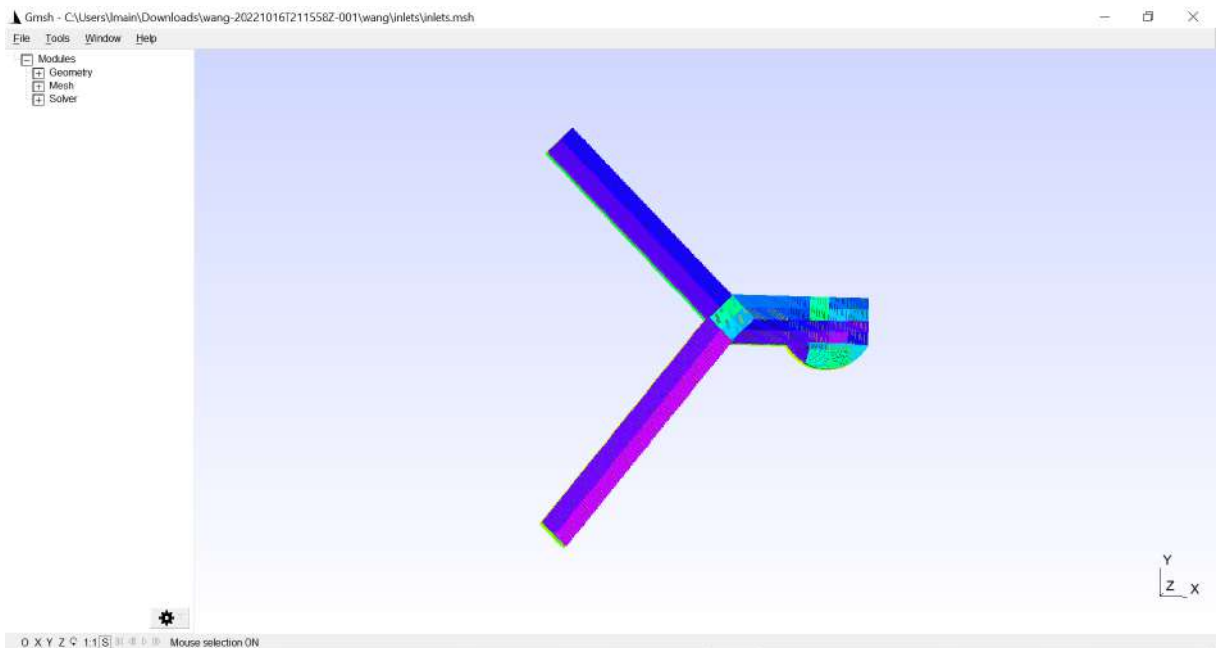 Gmsh - C:\Users\lmain\Downloads\wang-20221016T211558Z-001\wang\inlets\inlets.msh
File Tools Window Help
Modules
Geometry
Mesh
Solver
Y
Z X
O X Y Z 1:1 S Mouse selection ON